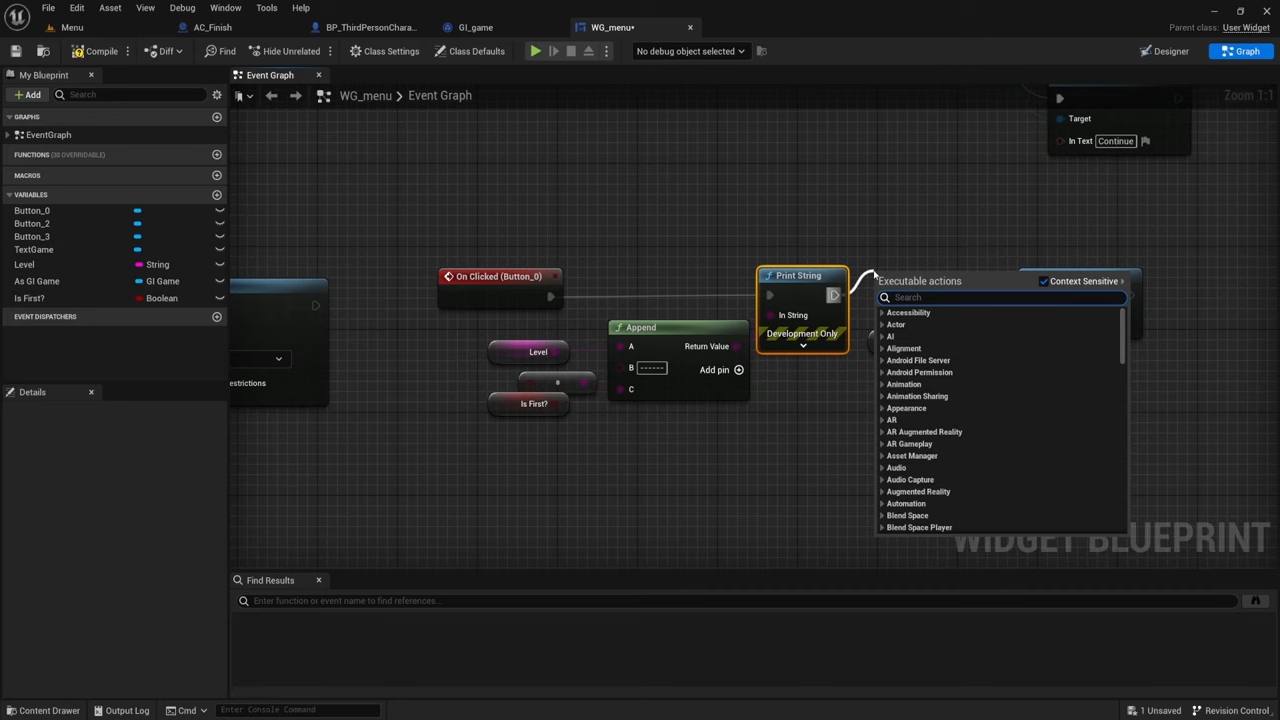 File Edit Asset View Debug Window Tools Help
Menu AC_Finish BP_ThirdPersonChara... GI_game WG_menu* Parent class: User Widget
Compile Diff Find Hide Unrelated Class Settings Class Defaults No debug object selected Designer Graph
My Blueprint Event Graph
Add Search WG_menu Event Graph Zoom 1:1
GRAPHS
EventGraph
FUNCTIONS (30 OVERRIDABLE)
MACROS
VARIABLES
Button_0
Button_2
Button_3
TextGame
Level String
As GI Game GI Game
Is First? Boolean
EVENT DISPATCHERS
Details
Target
In Text Continue
On Clicked (Button_0)
Print String
In String
Development Only
Append
A Return Value
B ------ Add pin
C
Level
Is First?
estrictions
Executable actions Context Sensitive
Search
Accessibility
Actor
AI
Alignment
Android File Server
Android Permission
Animation
Animation Sharing
Appearance
AR
AR Augmented Reality
AR Gameplay
Asset Manager
Audio
Audio Capture
Augmented Reality
Automation
Blend Space
Blend Space Player
WIDGET BLUEPRINT
Find Results
Enter function or event name to find references...
Content Drawer Output Log Cmd Enter Console Command 1 Unsaved Revision Control